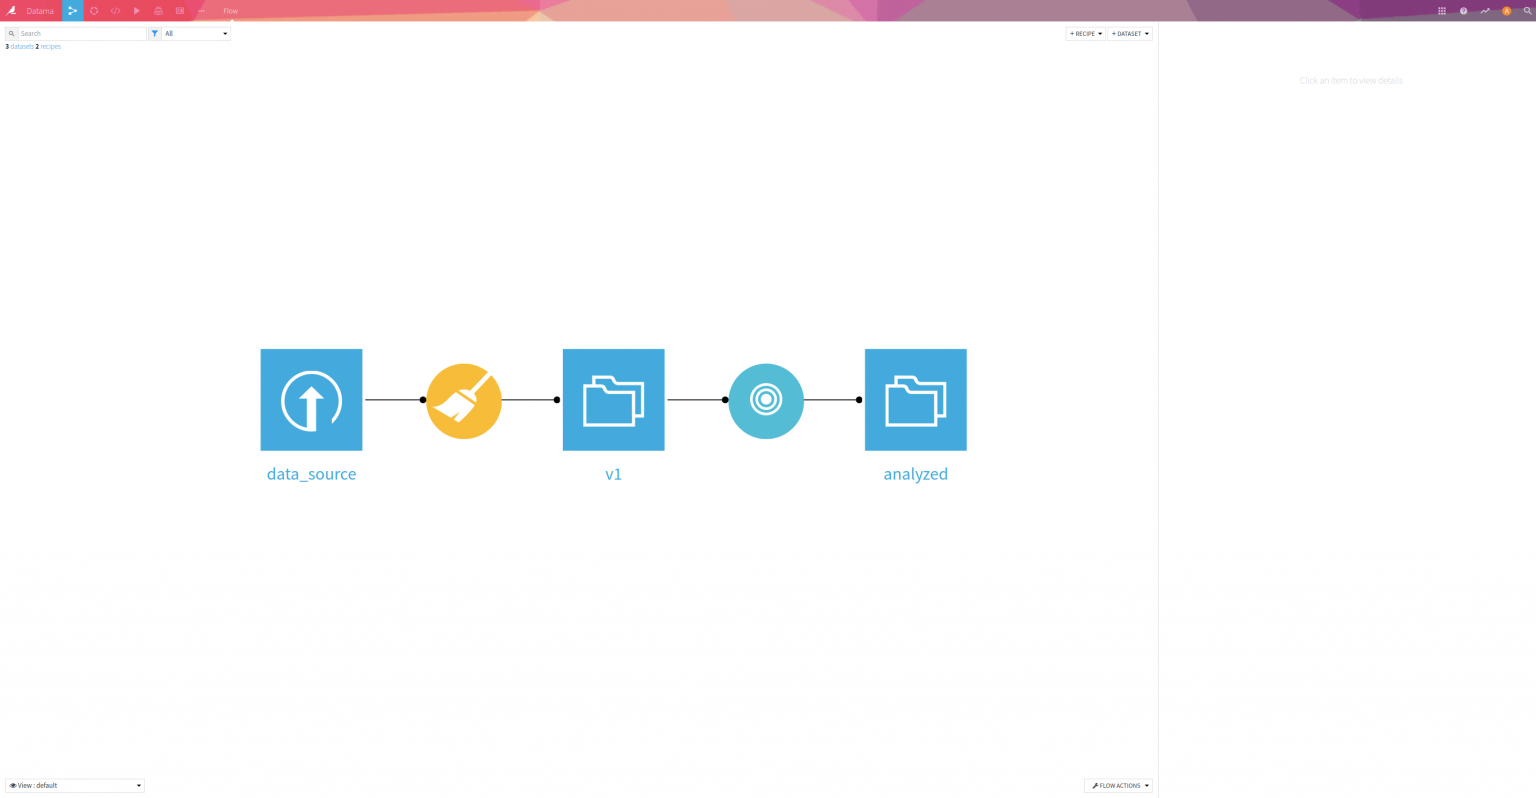 Datama
Flow
Search
All
+ RECIPE
+ DATASET
3 datasets 2 recipes
Click an item to view details
data_source
v1
analyzed
View : default
FLOW ACTIONS